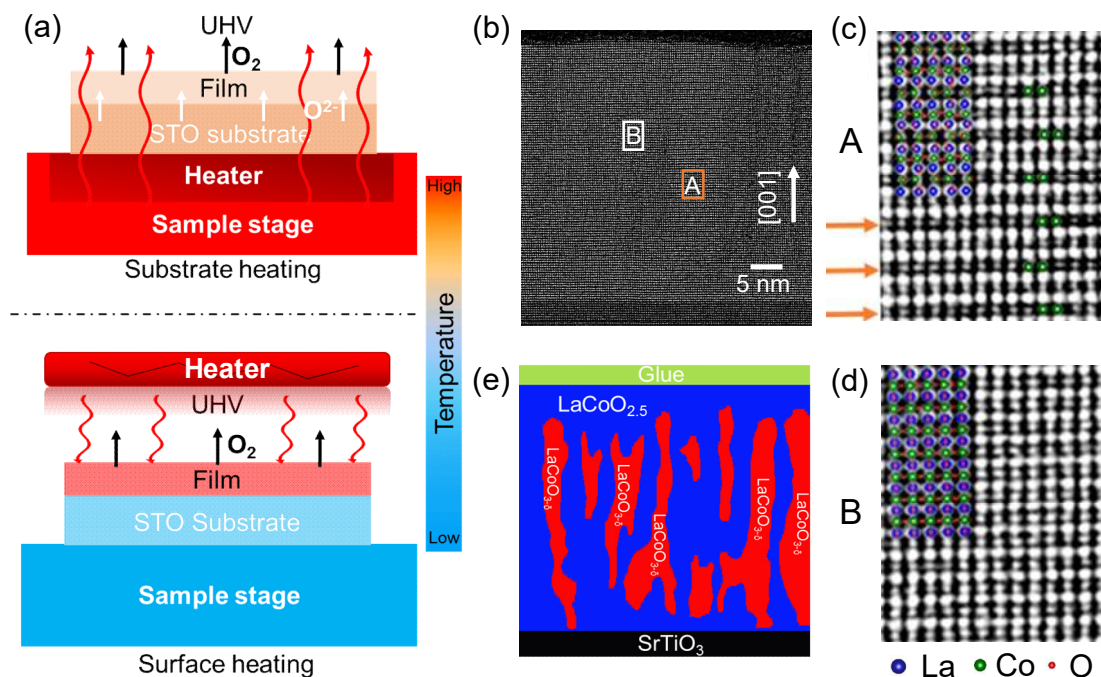 (a)
UHV
O₂
Film
O²⁻
STO substrate
Heater
Sample stage
Substrate heating
Heater
UHV
O₂
Film
STO Substrate
Sample stage
Surface heating
High
Temperature
Low
(b)
B
A
[001]
5 nm
(c)
A
(e)
Glue
LaCoO₂.₅
LaCoO₃₋δ
LaCoO₃₋δ
LaCoO₃₋δ
LaCoO₃₋δ
LaCoO₃₋δ
SrTiO₃
(d)
B
La
Co
O